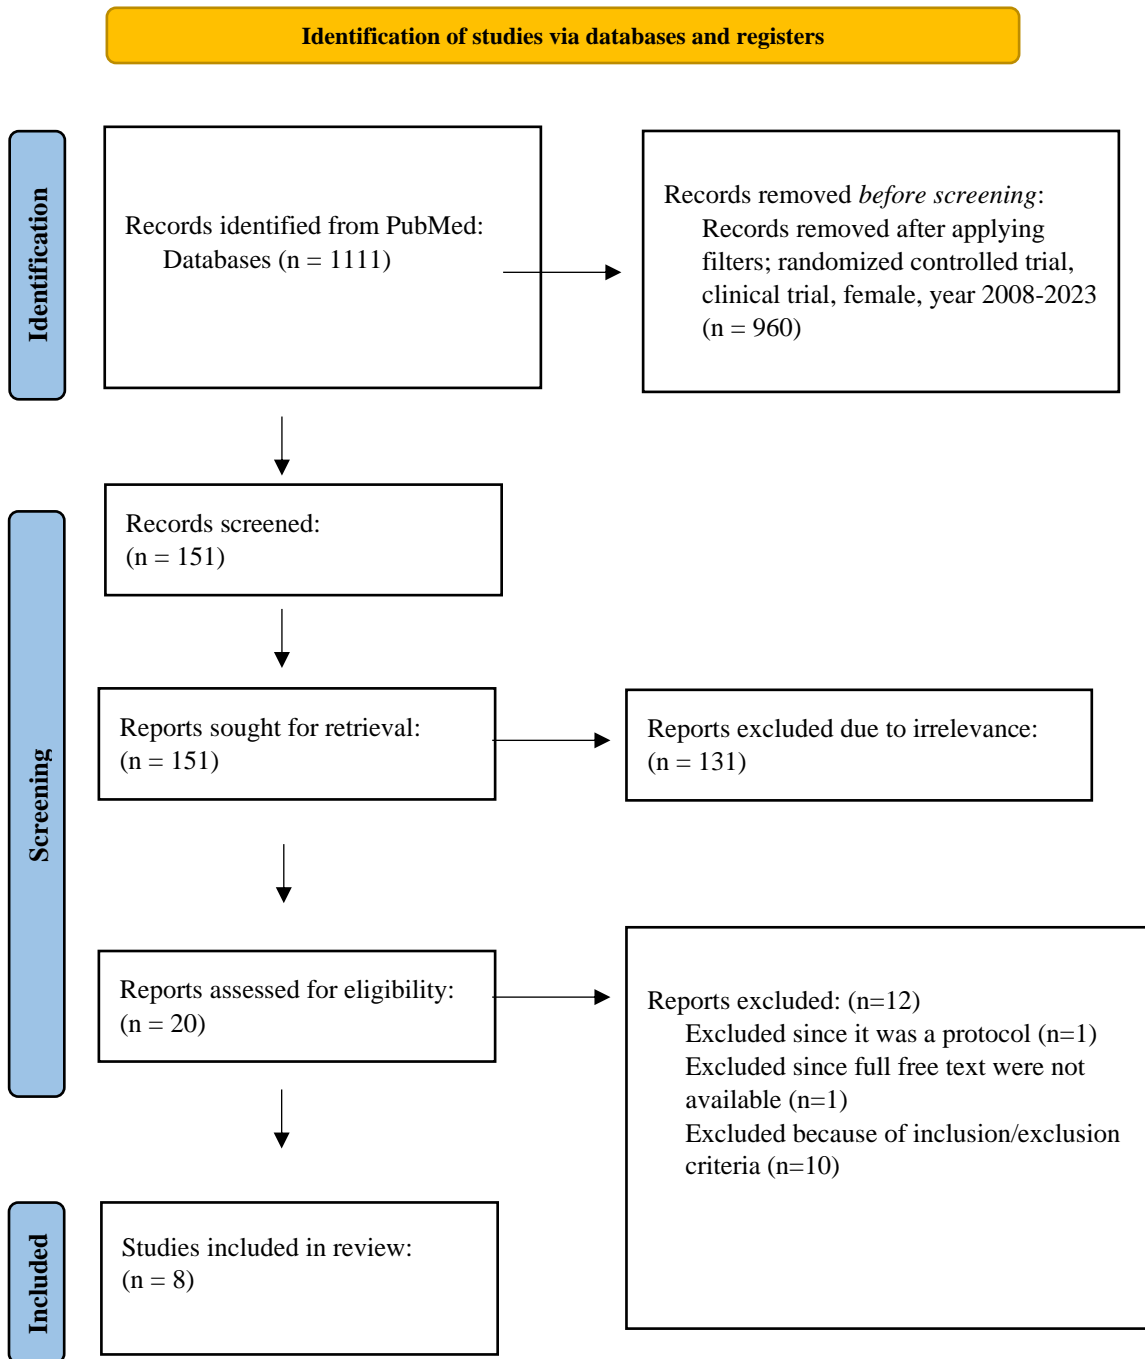 Identification of studies via databases and registers
Identification
Records identified from PubMed:
Databases (n = 1111)
Records removed before screening:
Records removed after applying
filters; randomized controlled trial,
clinical trial, female, year 2008-2023
(n = 960)
Screening
Records screened:
(n = 151)
Reports sought for retrieval:
(n = 151)
Reports excluded due to irrelevance:
(n = 131)
Reports assessed for eligibility:
(n = 20)
Reports excluded: (n=12)
Excluded since it was a protocol (n=1)
Excluded since full free text were not
available (n=1)
Excluded because of inclusion/exclusion
criteria (n=10)
Included
Studies included in review:
(n = 8)